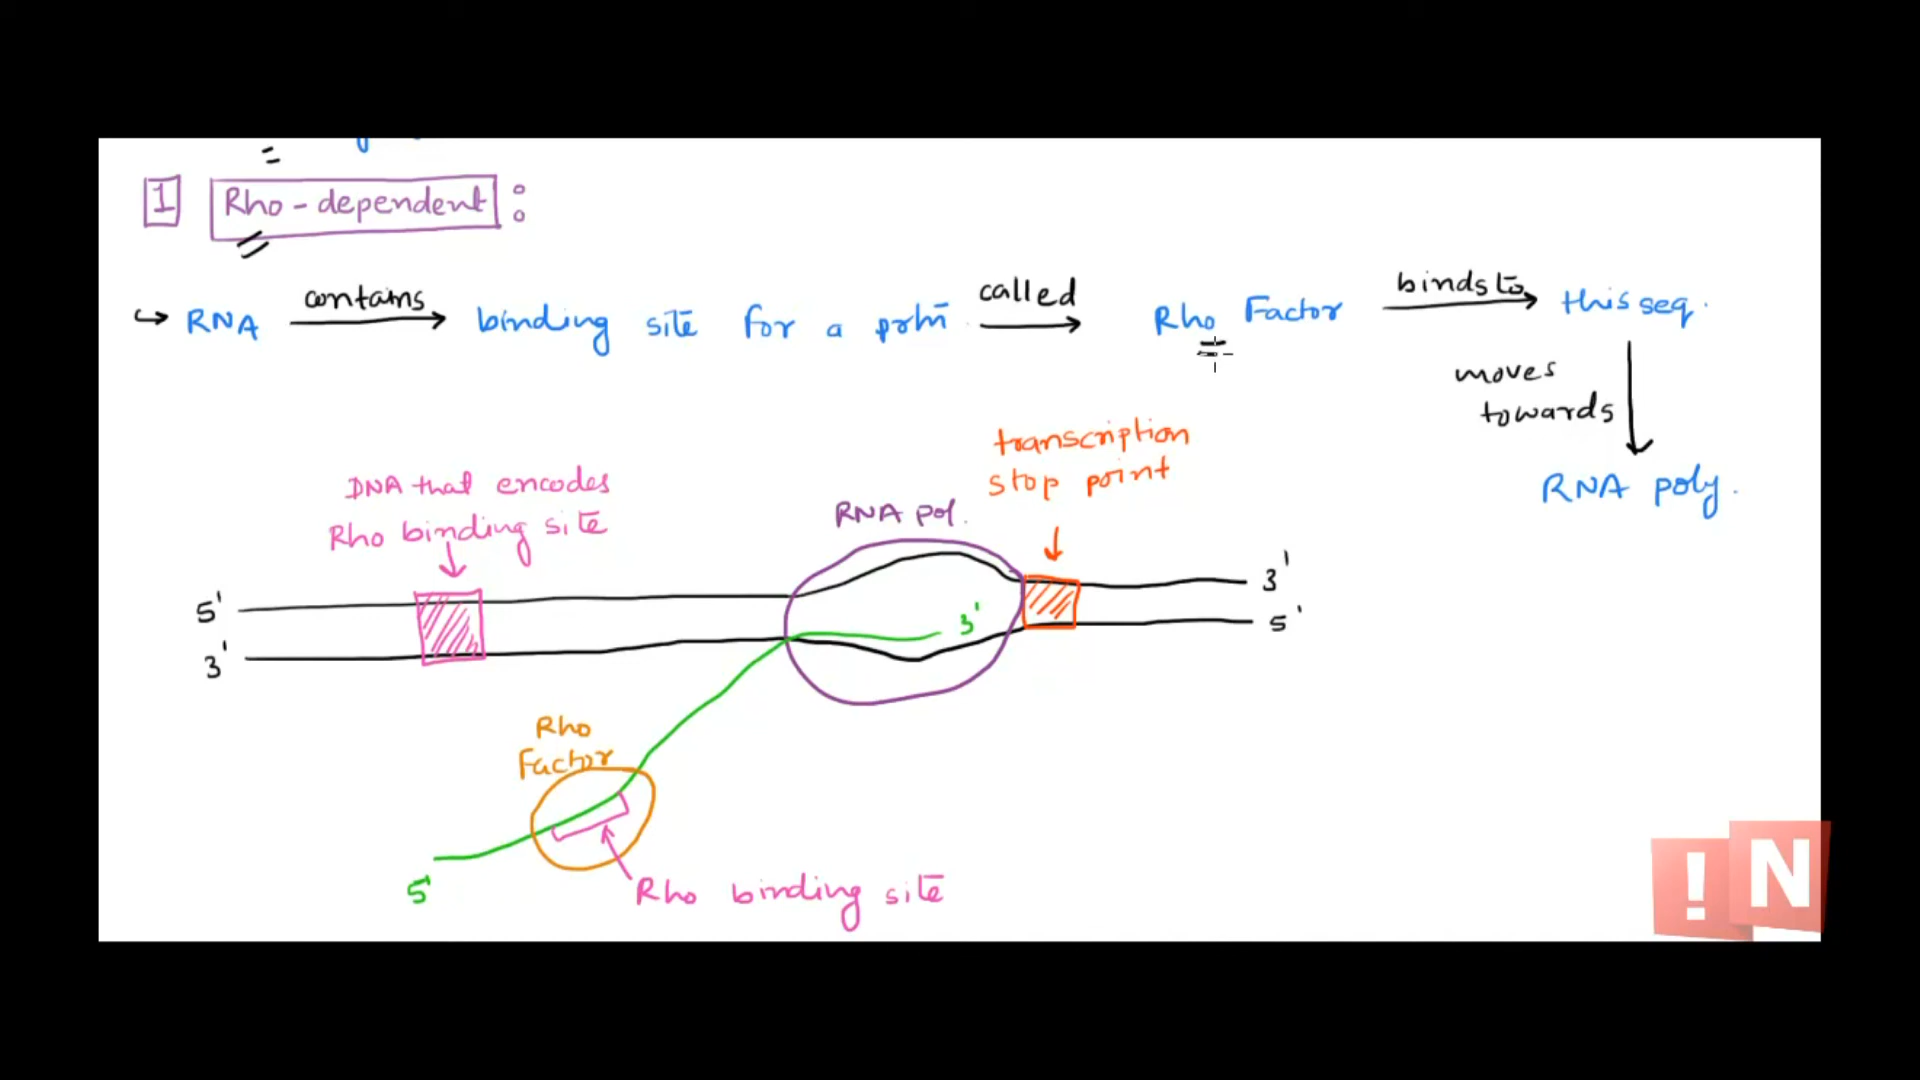 1 Rho-dependent :
↪ RNA contains → binding site for a prtn called → Rho Factor binds to → this seq.
moves
towards
RNA poly.
transcription
stop point
DNA that encodes
Rho binding site
RNA pol.
5' 3'
3' 5'
3'
Rho
Factor
5'
Rho binding site
!N